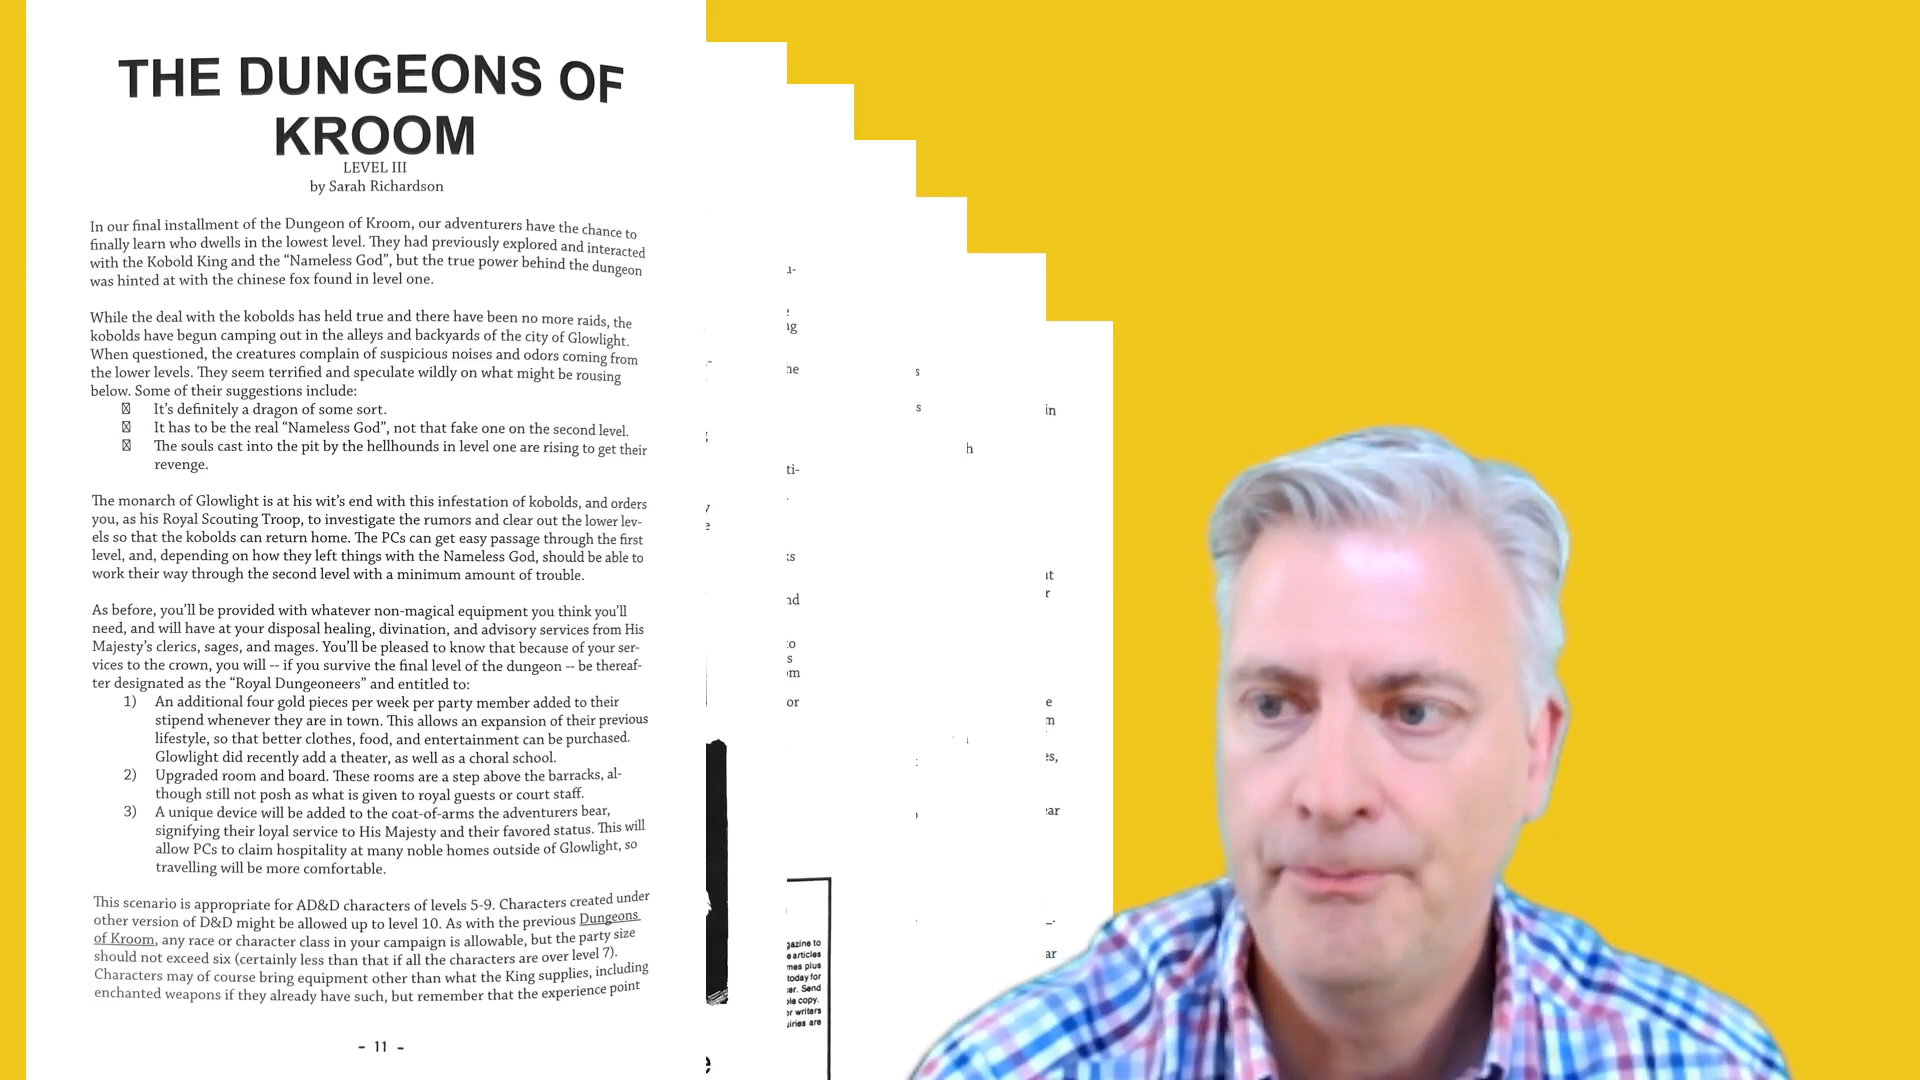 THE DUNGEONS OF
KROOM
LEVEL III
by Sarah Richardson
In our final installment of the Dungeon of Kroom, our adventurers have the chance to
finally learn who dwells in the lowest level. They had previously explored and interacted
with the Kobold King and the “Nameless God”, but the true power behind the dungeon
was hinted at with the chinese fox found in level one.
While the deal with the kobolds has held true and there have been no more raids, the
kobolds have begun camping out in the alleys and backyards of the city of Glowlight.
When questioned, the creatures complain of suspicious noises and odors coming from
the lower levels. They seem terrified and speculate wildly on what might be rousing
below. Some of their suggestions include:
It’s definitely a dragon of some sort.
It has to be the real “Nameless God”, not that fake one on the second level.
The souls cast into the pit by the hellhounds in level one are rising to get their
revenge.
The monarch of Glowlight is at his wit’s end with this infestation of kobolds, and orders
you, as his Royal Scouting Troop, to investigate the rumors and clear out the lower lev-
els so that the kobolds can return home. The PCs can get easy passage through the first
level, and, depending on how they left things with the Nameless God, should be able to
work their way through the second level with a minimum amount of trouble.
As before, you’ll be provided with whatever non-magical equipment you think you’ll
need, and will have at your disposal healing, divination, and advisory services from His
Majesty’s clerics, sages, and mages. You’ll be pleased to know that because of your ser-
vices to the crown, you will -- if you survive the final level of the dungeon -- be thereaf-
ter designated as the “Royal Dungeoneers” and entitled to:
1) An additional four gold pieces per week per party member added to their
stipend whenever they are in town. This allows an expansion of their previous
lifestyle, so that better clothes, food, and entertainment can be purchased.
Glowlight did recently add a theater, as well as a choral school.
2) Upgraded room and board. These rooms are a step above the barracks, al-
though still not posh as what is given to royal guests or court staff.
3) A unique device will be added to the coat-of-arms the adventurers bear,
signifying their loyal service to His Majesty and their favored status. This will
allow PCs to claim hospitality at many noble homes outside of Glowlight, so
travelling will be more comfortable.
This scenario is appropriate for AD&D characters of levels 5-9. Characters created under
other version of D&D might be allowed up to level 10. As with the previous Dungeons
of Kroom, any race or character class in your campaign is allowable, but the party size
should not exceed six (certainly less than that if all the characters are over level 7).
Characters may of course bring equipment other than what the King supplies, including
enchanted weapons if they already have such, but remember that the experience point
- 11 -
or
gazine to
e articles
mes plus
today for
er. Send
ple copy.
or writers
uiries are